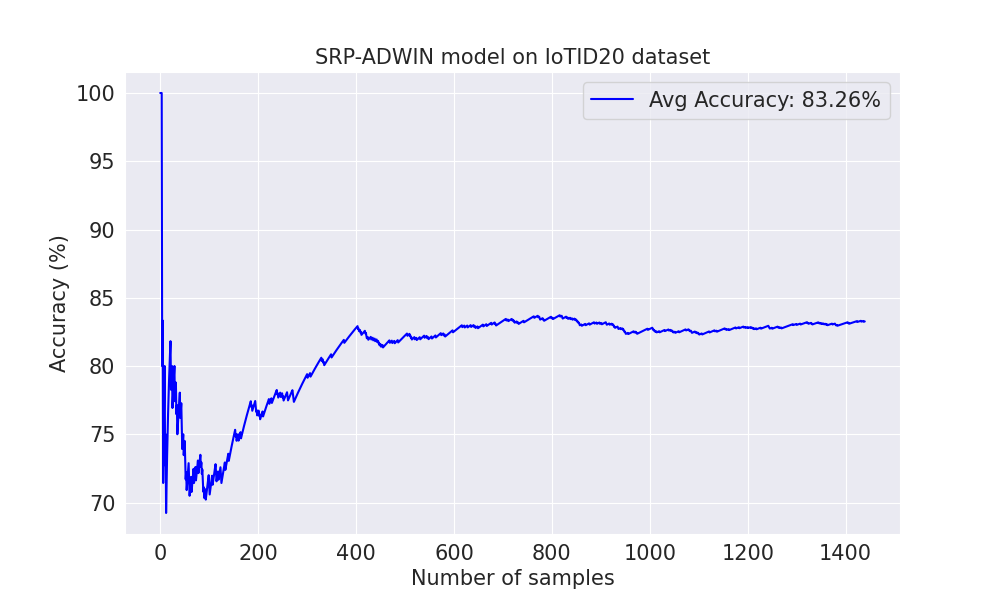 SRP-ADWIN model on IoTID20 dataset
Avg Accuracy: 83.26%
Accuracy (%)
100
95
90
85
80
75
70
0 200 400 600 800 1000 1200 1400
Number of samples